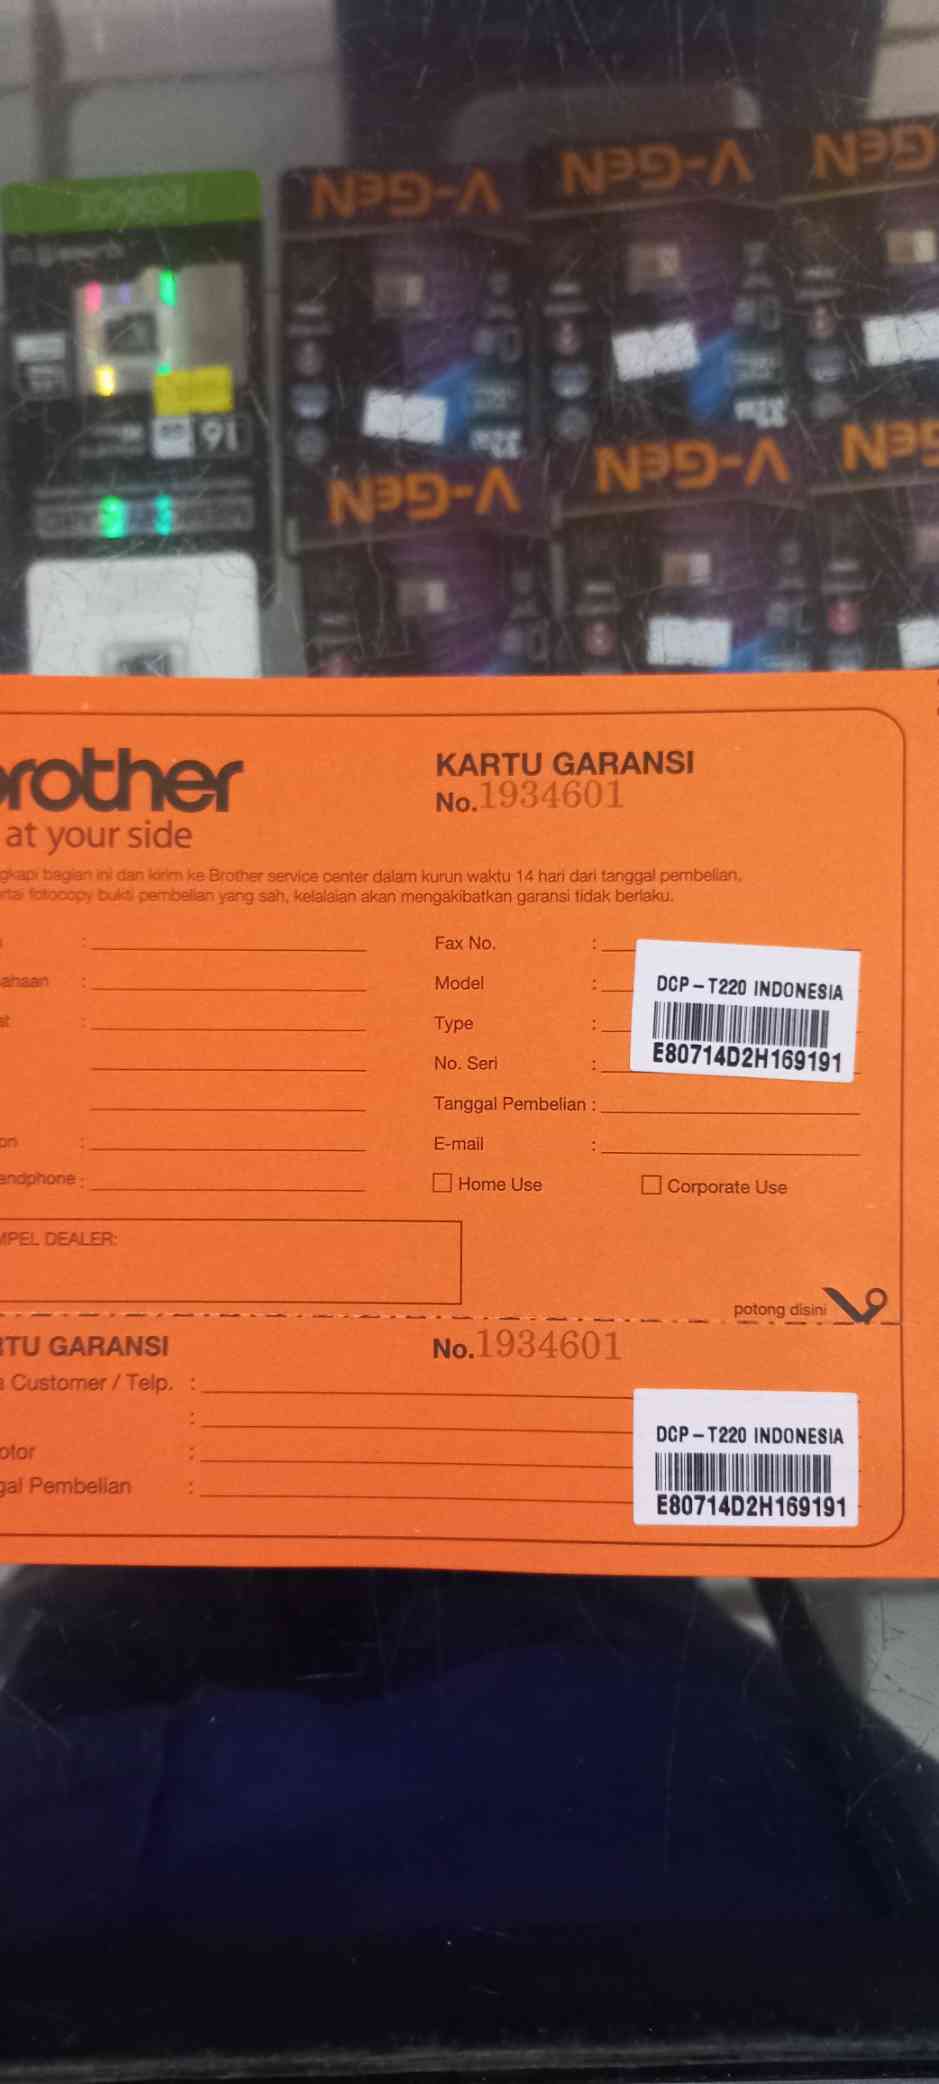 V-GeN
V-GeN
V-GeN
16
V-GeN
V-GeN
V-GeN
brother
at your side
KARTU GARANSI
No. 1934601
gkapi bagian ini dan kirim ke Brother service center dalam kurun waktu 14 hari dari tanggal pembelian,
rtai fotocopy bukti pembelian yang sah, kelalaian akan mengakibatkan garansi tidak berlaku.
: Fax No. :
ahaan : Model :
at : Type :
No. Seri :
DCP-T220 INDONESIA
E80714D2H169191
Tanggal Pembelian :
on : E-mail :
andphone : Home Use Corporate Use
MPEL DEALER:
potong disini
RTU GARANSI No. 1934601
a Customer / Telp. :
:
otor :
gal Pembelian :
DCP-T220 INDONESIA
E80714D2H169191